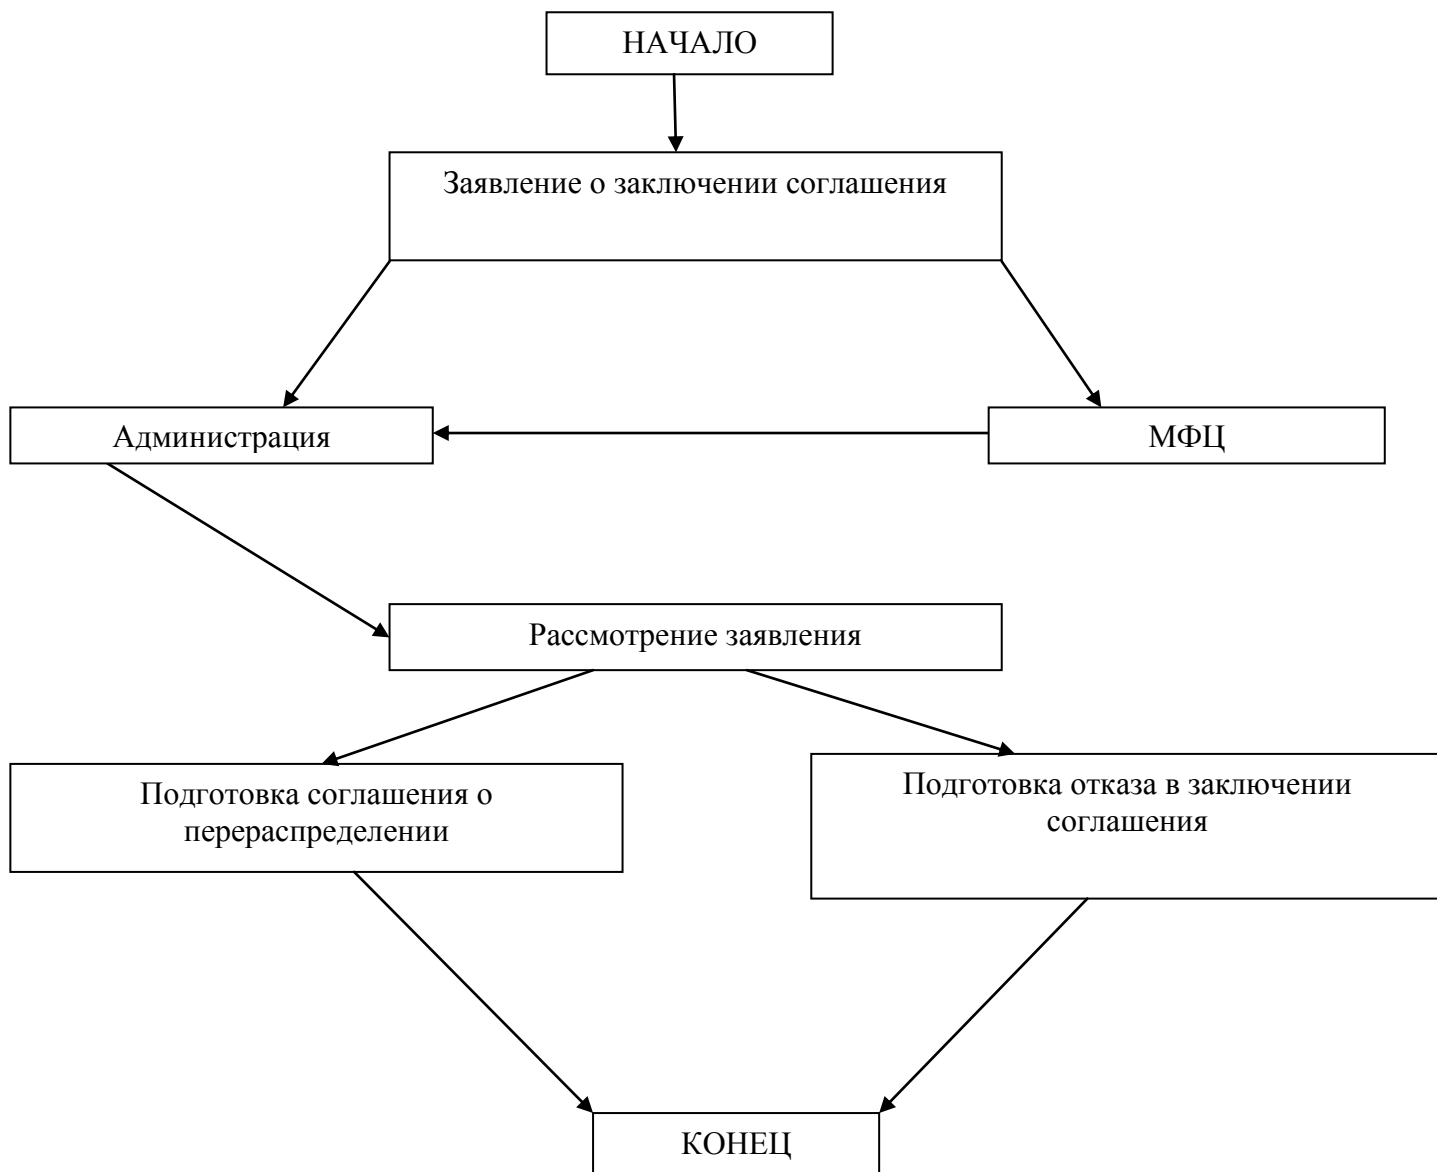 НАЧАЛО
Заявление о заключении соглашения
Администрация
МФЦ
Рассмотрение заявления
Подготовка соглашения о
перераспределении
Подготовка отказа в заключении
соглашения
КОНЕЦ